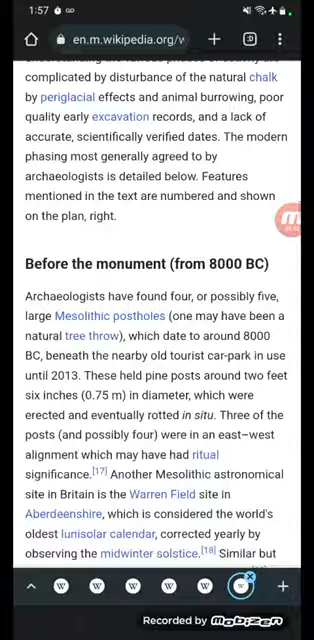 1:57
en.m.wikipedia.org/w
complicated by disturbance of the natural chalk
by periglacial effects and animal burrowing, poor
quality early excavation records, and a lack of
accurate, scientifically verified dates. The modern
phasing most generally agreed to by
archaeologists is detailed below. Features
mentioned in the text are numbered and shown
on the plan, right.
Before the monument (from 8000 BC)
Archaeologists have found four, or possibly five,
large Mesolithic postholes (one may have been a
natural tree throw), which date to around 8000
BC, beneath the nearby old tourist car-park in use
until 2013. These held pine posts around two feet
six inches (0.75 m) in diameter, which were
erected and eventually rotted in situ. Three of the
posts (and possibly four) were in an east–west
alignment which may have had ritual
significance.[17] Another Mesolithic astronomical
site in Britain is the Warren Field site in
Aberdeenshire, which is considered the world's
oldest lunisolar calendar, corrected yearly by
observing the midwinter solstice.[18] Similar but
W W W W W W
Recorded by Mobizen